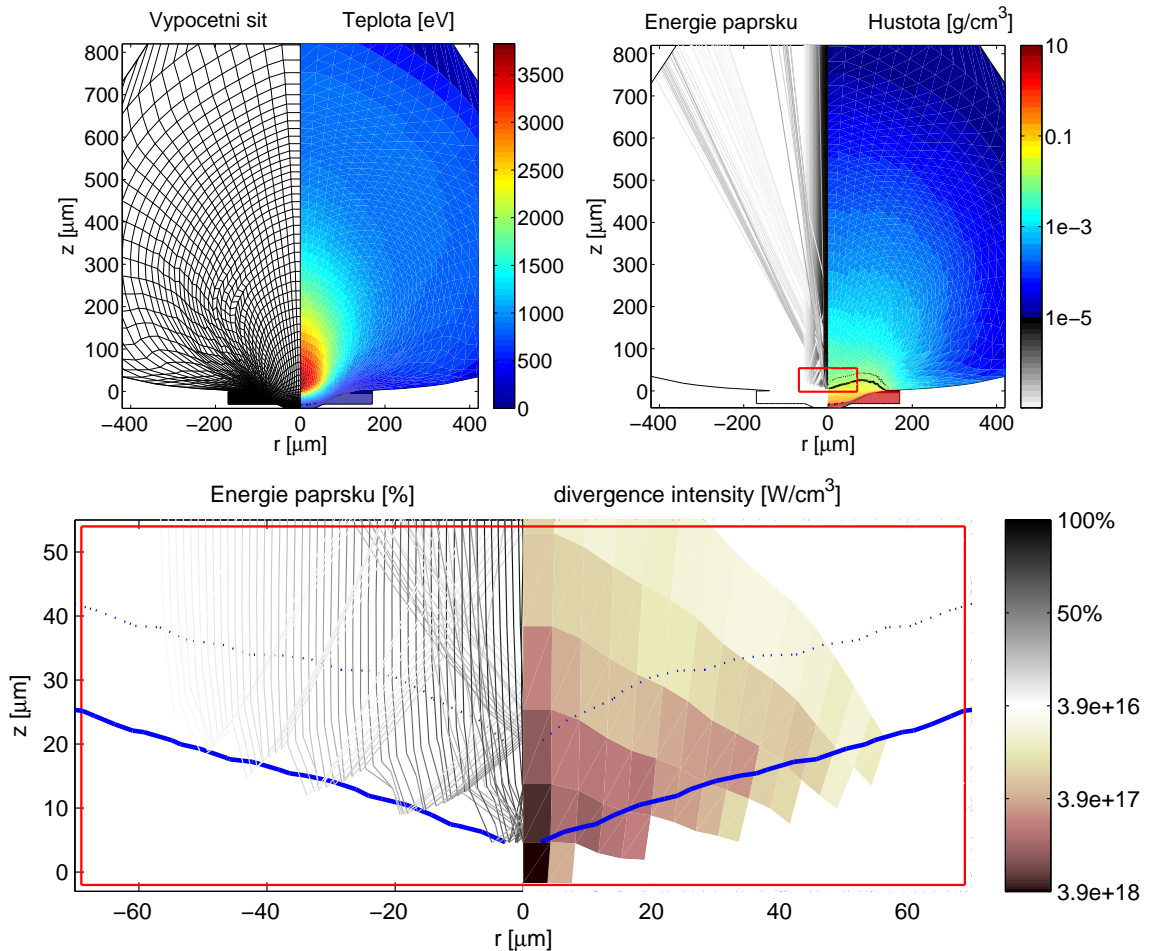 Vypocetni sit
Teplota [eV]
800
700
600
500
400
300
200
100
0
z [μm]
−400 −200 0 200 400
r [μm]
3500
3000
2500
2000
1500
1000
500
0
Energie paprsku
Hustota [g/cm³]
800
700
600
500
400
300
200
100
0
z [μm]
−400 −200 0 200 400
r [μm]
10
0.1
1e−3
1e−5
Energie paprsku [%]
divergence intensity [W/cm³]
50
40
30
20
10
0
z [μm]
−60 −40 −20 0 20 40 60
r [μm]
100%
50%
3.9e+16
3.9e+17
3.9e+18